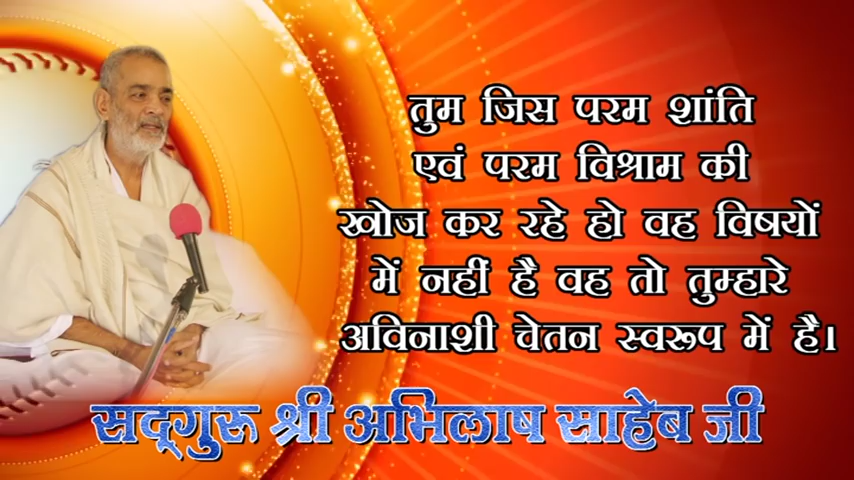 तुम जिस परम शांति
एवं परम विश्राम की
खोज कर रहे हो वह विषयों
में नहीं है वह तो तुम्हारे
अविनाशी चेतन स्वरूप में है।
सद्गुरु श्री अभिलाष साहेब जी